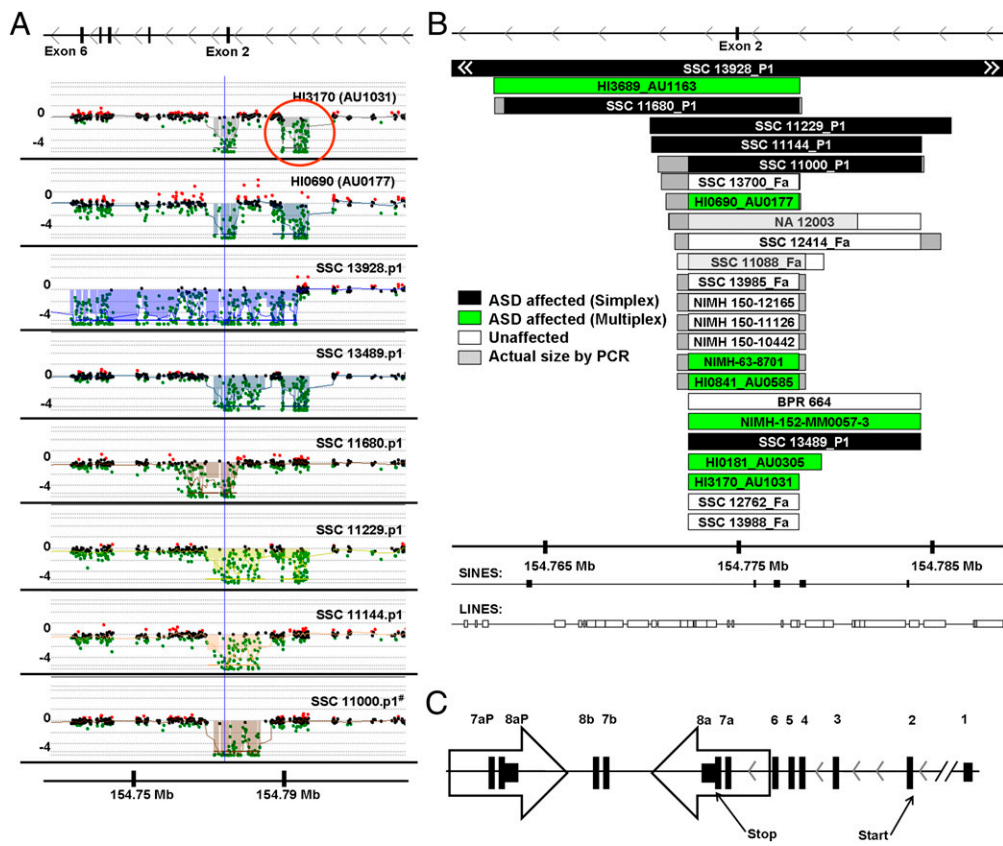 A
Exon 6
Exon 2
HI3170 (AU1031)
0
-4
HI0690 (AU0177)
0
-4
SSC 13928.p1
0
-4
SSC 13489.p1
0
-4
SSC 11680.p1
0
-4
SSC 11229.p1
0
-4
SSC 11144.p1
0
-4
SSC 11000.p1#
0
-4
154.75 Mb
154.79 Mb
B
Exon 2
SSC 13928_P1
HI3689_AU1163
SSC 11680_P1
SSC 11229_P1
SSC 11144_P1
SSC 11000_P1
SSC 13700_Fa
HI0690_AU0177
NA 12003
SSC 12414_Fa
SSC 11088_Fa
SSC 13985_Fa
NIMH 150-12165
NIMH 150-11126
NIMH 150-10442
NIMH-63-8701
HI0841_AU0585
BPR 664
NIMH-152-MM0057-3
SSC 13489_P1
HI0181_AU0305
HI3170_AU1031
SSC 12762_Fa
SSC 13988_Fa
ASD affected (Simplex)
ASD affected (Multiplex)
Unaffected
Actual size by PCR
154.765 Mb
154.775 Mb
154.785 Mb
SINES:
LINES:
C
7aP
8aP
8b
7b
8a
7a
6
5
4
3
2
1
Stop
Start